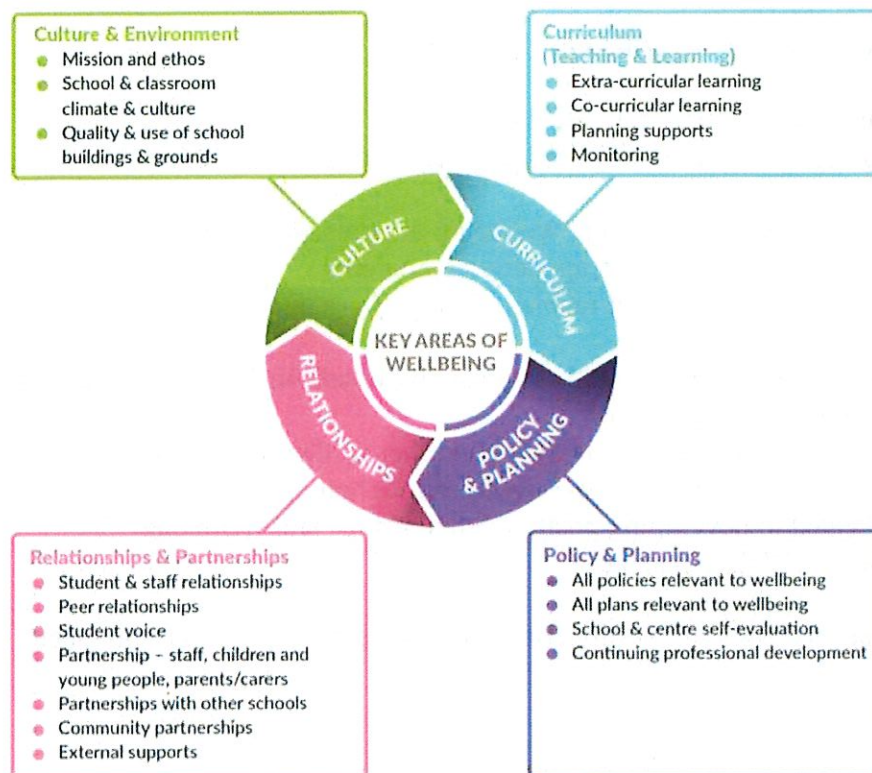 Culture & Environment
Mission and ethos
School & classroom
climate & culture
Quality & use of school
buildings & grounds
Curriculum
(Teaching & Learning)
Extra-curricular learning
Co-curricular learning
Planning supports
Monitoring
CULTURE
CURRICULUM
KEY AREAS OF
WELLBEING
RELATIONSHIPS
POLICY
& PLANNING
Relationships & Partnerships
Student & staff relationships
Peer relationships
Student voice
Partnership – staff, children and
young people, parents/carers
Partnerships with other schools
Community partnerships
External supports
Policy & Planning
All policies relevant to wellbeing
All plans relevant to wellbeing
School & centre self-evaluation
Continuing professional development